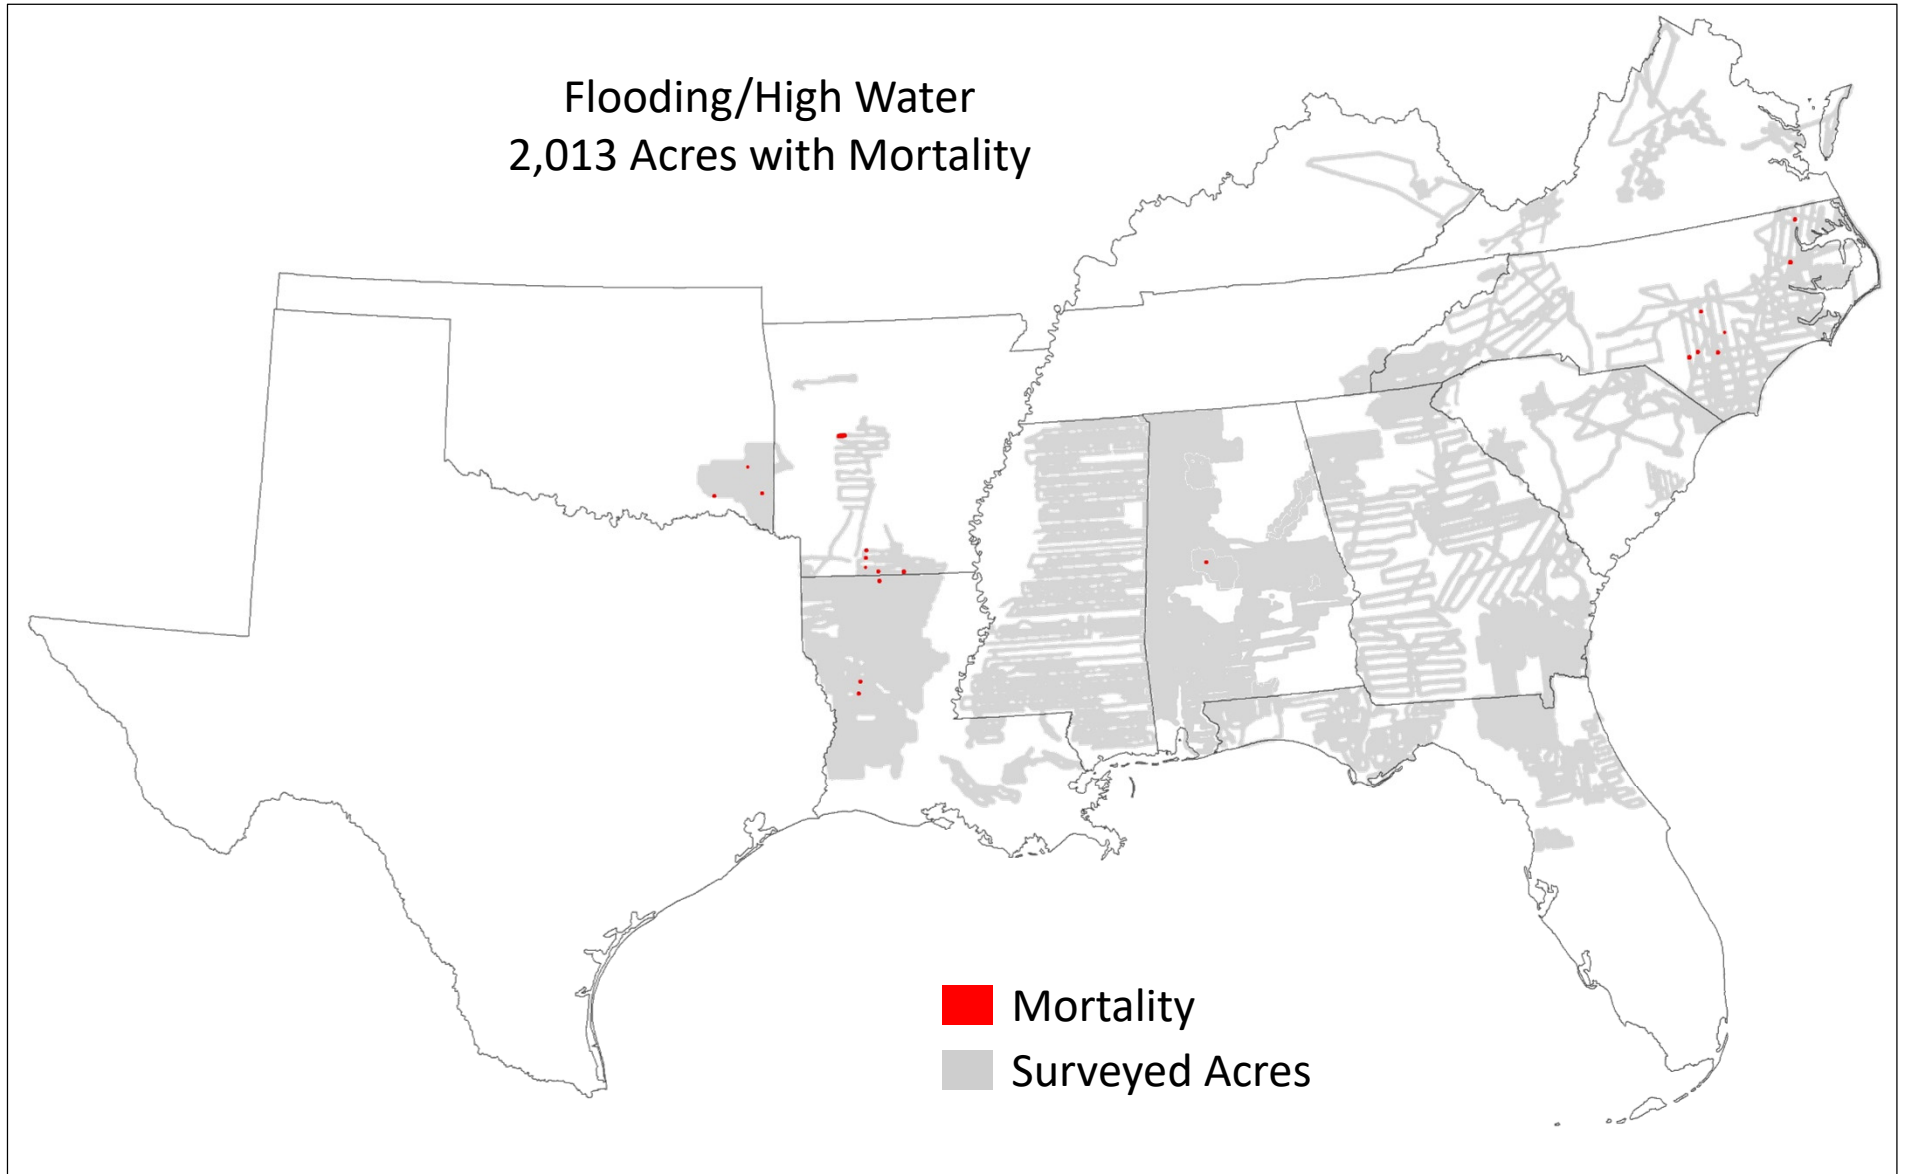 Flooding/High Water
2,013 Acres with Mortality
Mortality
Surveyed Acres